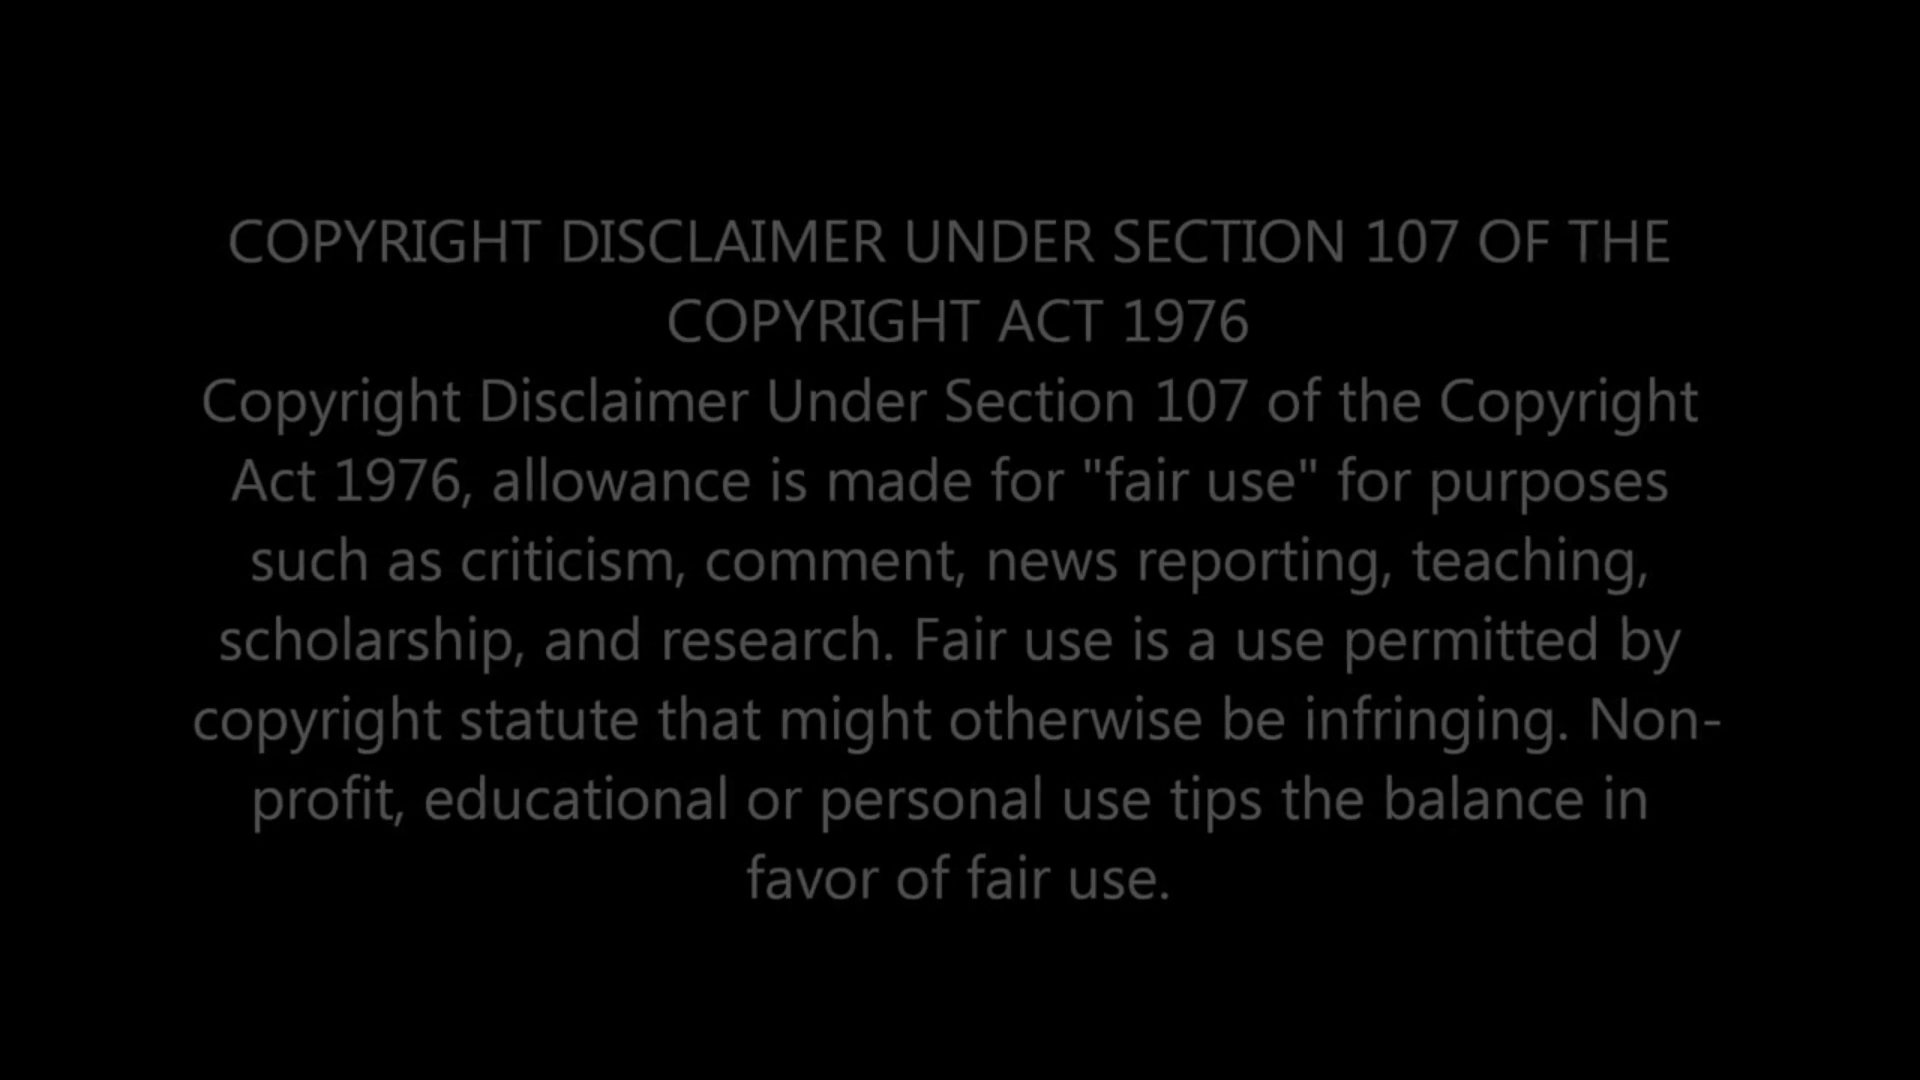 COPYRIGHT DISCLAIMER UNDER SECTION 107 OF THE
COPYRIGHT ACT 1976
Copyright Disclaimer Under Section 107 of the Copyright
Act 1976, allowance is made for "fair use" for purposes
such as criticism, comment, news reporting, teaching,
scholarship, and research. Fair use is a use permitted by
copyright statute that might otherwise be infringing. Non-
profit, educational or personal use tips the balance in
favor of fair use.